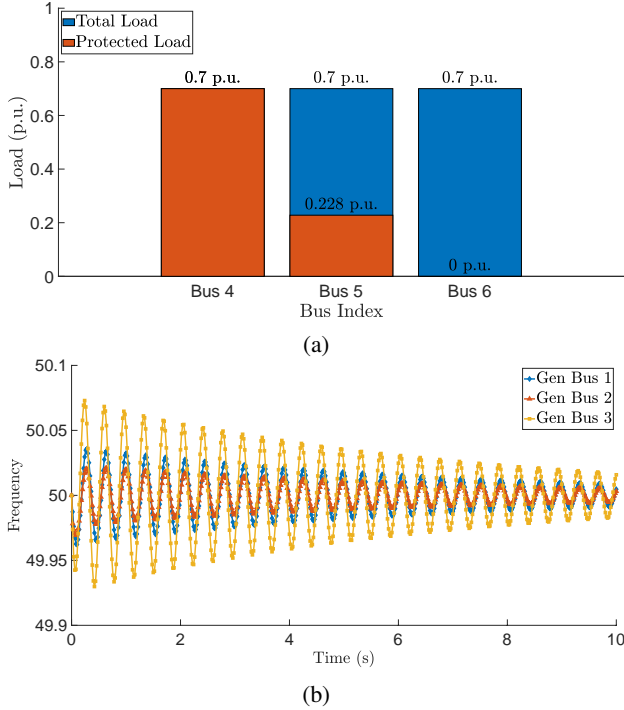 1
Total Load
Protected Load
0.8
0.7 p.u.
0.7 p.u.
0.7 p.u.
0.6
Load (p.u.)
0.4
0.228 p.u.
0.2
0 p.u.
0
Bus 4
Bus 5
Bus 6
Bus Index
(a)
50.1
Gen Bus 1
Gen Bus 2
Gen Bus 3
50.05
50
Frequency
49.95
49.9
0
2
4
6
8
10
Time (s)
(b)